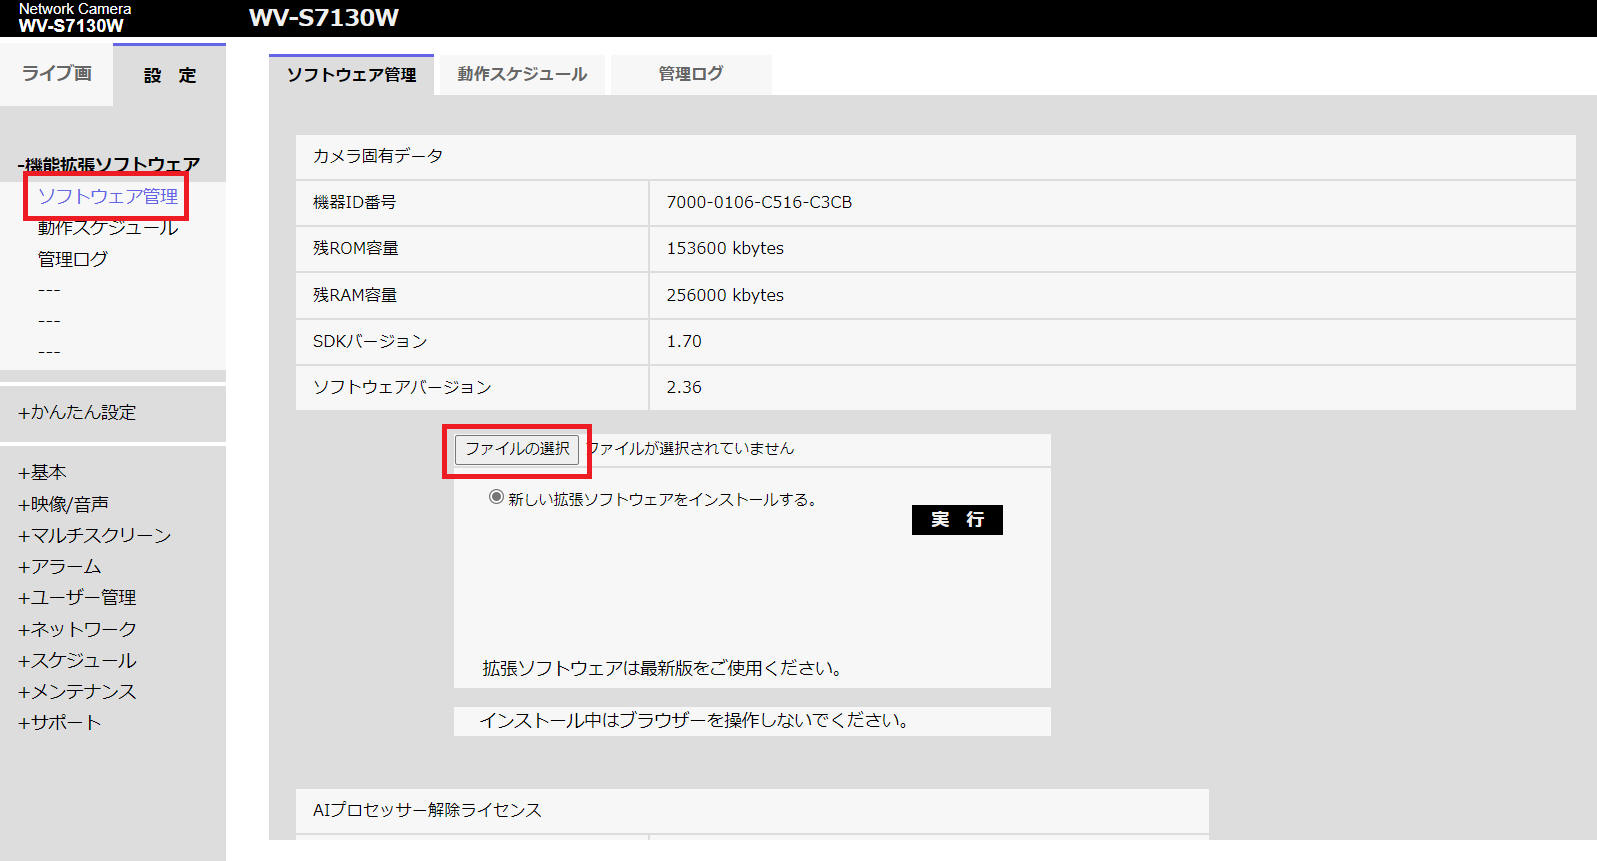 Network Camera
WV-S7130W
WV-S7130W
ライブ画
設 定
ソフトウェア管理
動作スケジュール
管理ログ
-機能拡張ソフトウェア
ソフトウェア管理
動作スケジュール
管理ログ
---
---
---
+かんたん設定
+基本
+映像/音声
+マルチスクリーン
+アラーム
+ユーザー管理
+ネットワーク
+スケジュール
+メンテナンス
+サポート
カメラ固有データ
機器ID番号 7000-0106-C516-C3CB
残ROM容量 153600 kbytes
残RAM容量 256000 kbytes
SDKバージョン 1.70
ソフトウェアバージョン 2.36
ファイルの選択 ファイルが選択されていません
新しい拡張ソフトウェアをインストールする。
実 行
拡張ソフトウェアは最新版をご使用ください。
インストール中はブラウザーを操作しないでください。
AIプロセッサー解除ライセンス